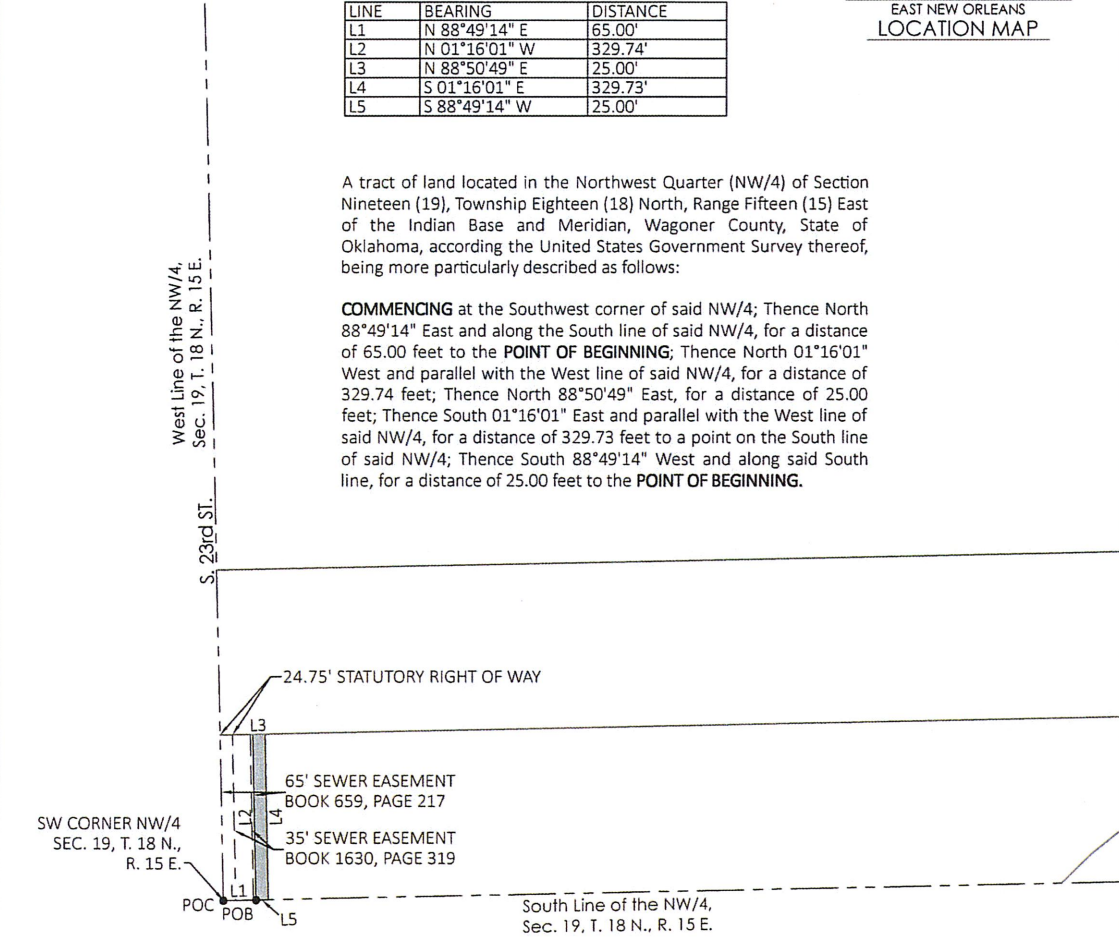 LINE BEARING DISTANCE
L1 N 88°49'14" E 65.00'
L2 N 01°16'01" W 329.74'
L3 N 88°50'49" E 25.00'
L4 S 01°16'01" E 329.73'
L5 S 88°49'14" W 25.00'
EAST NEW ORLEANS
LOCATION MAP
A tract of land located in the Northwest Quarter (NW/4) of Section
Nineteen (19), Township Eighteen (18) North, Range Fifteen (15) East
of the Indian Base and Meridian, Wagoner County, State of
Oklahoma, according the United States Government Survey thereof,
being more particularly described as follows:
COMMENCING at the Southwest corner of said NW/4; Thence North
88°49'14" East and along the South line of said NW/4, for a distance
of 65.00 feet to the POINT OF BEGINNING; Thence North 01°16'01"
West and parallel with the West line of said NW/4, for a distance of
329.74 feet; Thence North 88°50'49" East, for a distance of 25.00
feet; Thence South 01°16'01" East and parallel with the West line of
said NW/4, for a distance of 329.73 feet to a point on the South line
of said NW/4; Thence South 88°49'14" West and along said South
line, for a distance of 25.00 feet to the POINT OF BEGINNING.
West Line of the NW/4,
Sec. 19, T. 18 N., R. 15 E.
S. 23rd ST.
24.75' STATUTORY RIGHT OF WAY
L3
65' SEWER EASEMENT
BOOK 659, PAGE 217
L2
L4
35' SEWER EASEMENT
BOOK 1630, PAGE 319
SW CORNER NW/4
SEC. 19, T. 18 N.,
R. 15 E.
L1
POC
POB
L5
South Line of the NW/4,
Sec. 19, T. 18 N., R. 15 E.